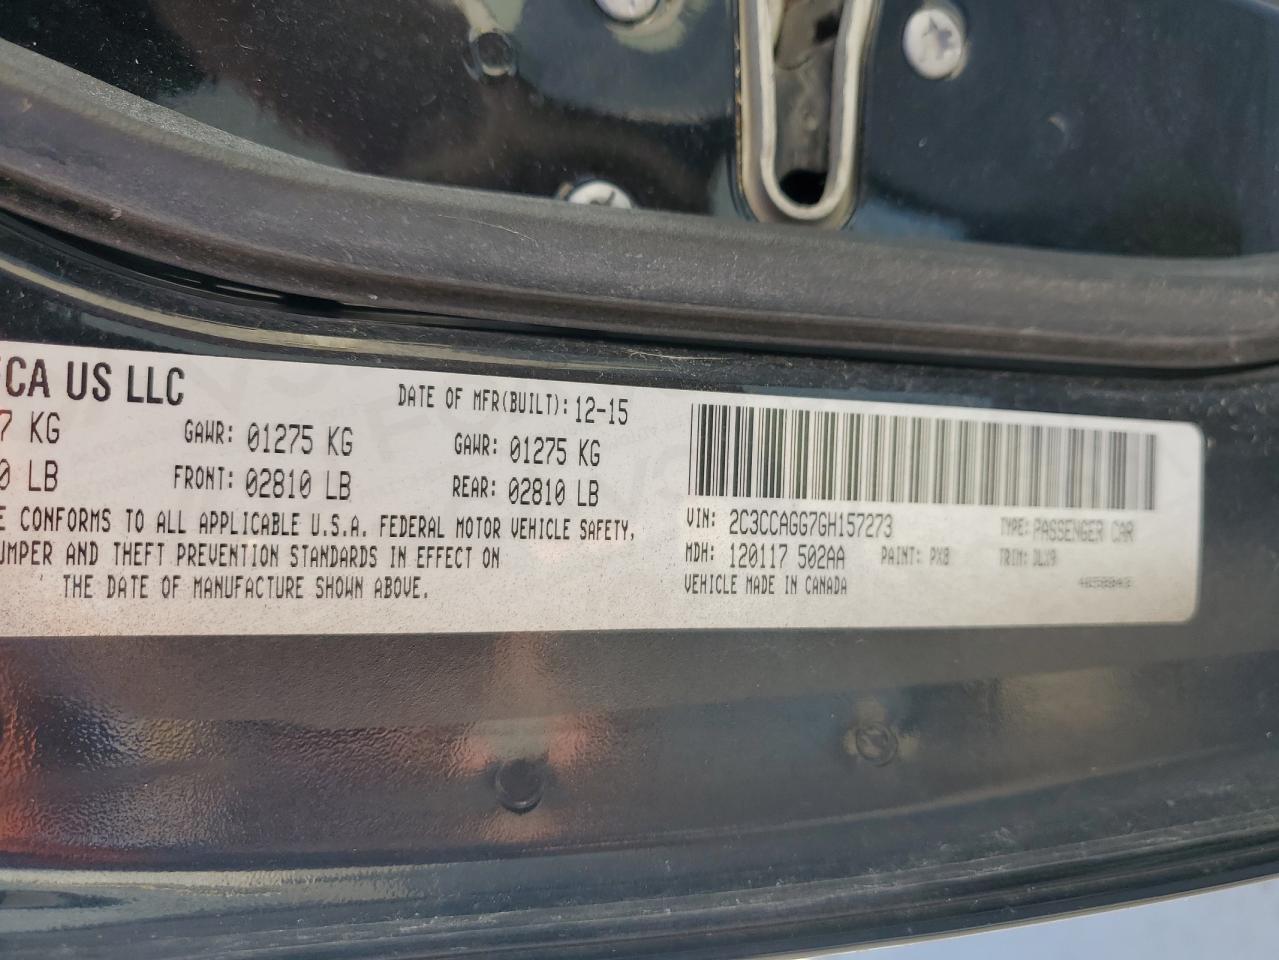 FCA US LLC
DATE OF MFR(BUILT): 12-15
7 KG GAWR: 01275 KG GAWR: 01275 KG
0 LB FRONT: 02810 LB REAR: 02810 LB
E CONFORMS TO ALL APPLICABLE U.S.A. FEDERAL MOTOR VEHICLE SAFETY,
UMPER AND THEFT PREVENTION STANDARDS IN EFFECT ON
THE DATE OF MANUFACTURE SHOWN ABOVE.
VIN: 2C3CCAGG7GH157273 TYPE: PASSENGER CAR
MDH: 120117 502AA PAINT: PX8 TRIM: DLX9
VEHICLE MADE IN CANADA